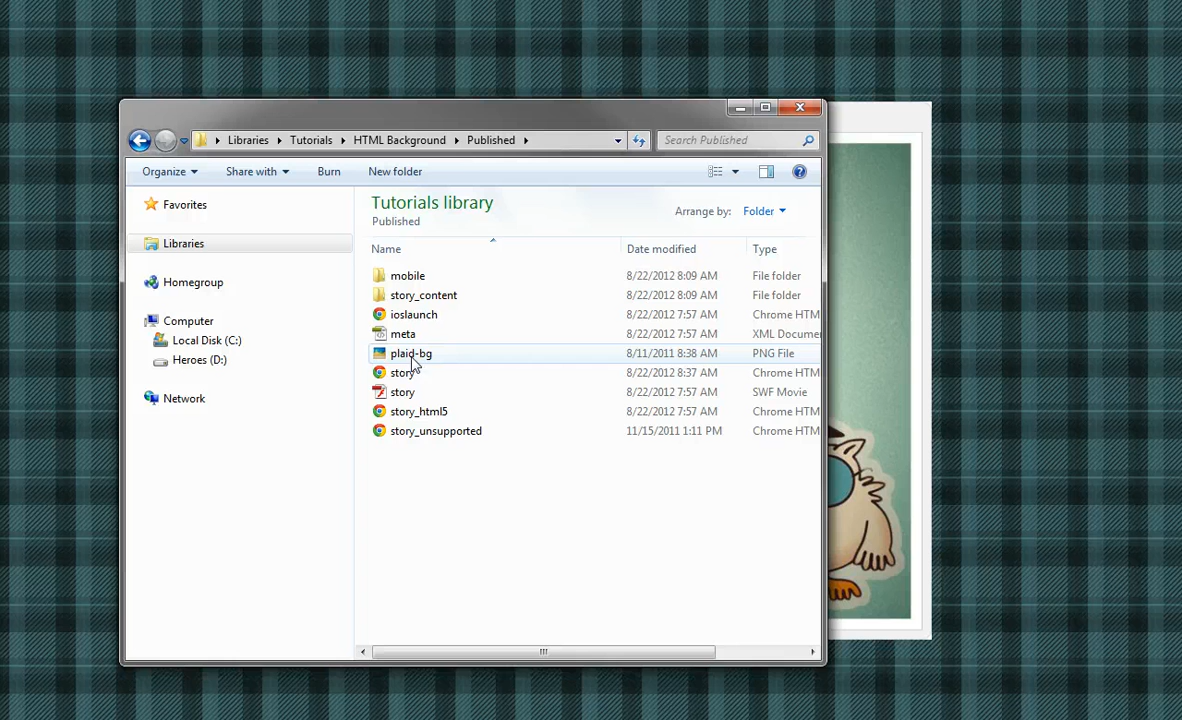 Libraries Tutorials HTML Background Published Search Published
Organize Share with Burn New folder
Favorites
Libraries
Homegroup
Computer
Local Disk (C:)
Heroes (D:)
Network
Tutorials library
Published
Arrange by: Folder
Name Date modified Type
mobile 8/22/2012 8:09 AM File folder
story_content 8/22/2012 8:09 AM File folder
ioslaunch 8/22/2012 7:57 AM Chrome HTM
meta 8/22/2012 7:57 AM XML Docume
plaid-bg 8/11/2011 8:38 AM PNG File
story 8/22/2012 8:37 AM Chrome HTM
story 8/22/2012 7:57 AM SWF Movie
story_html5 8/22/2012 7:57 AM Chrome HTM
story_unsupported 11/15/2011 1:11 PM Chrome HTM